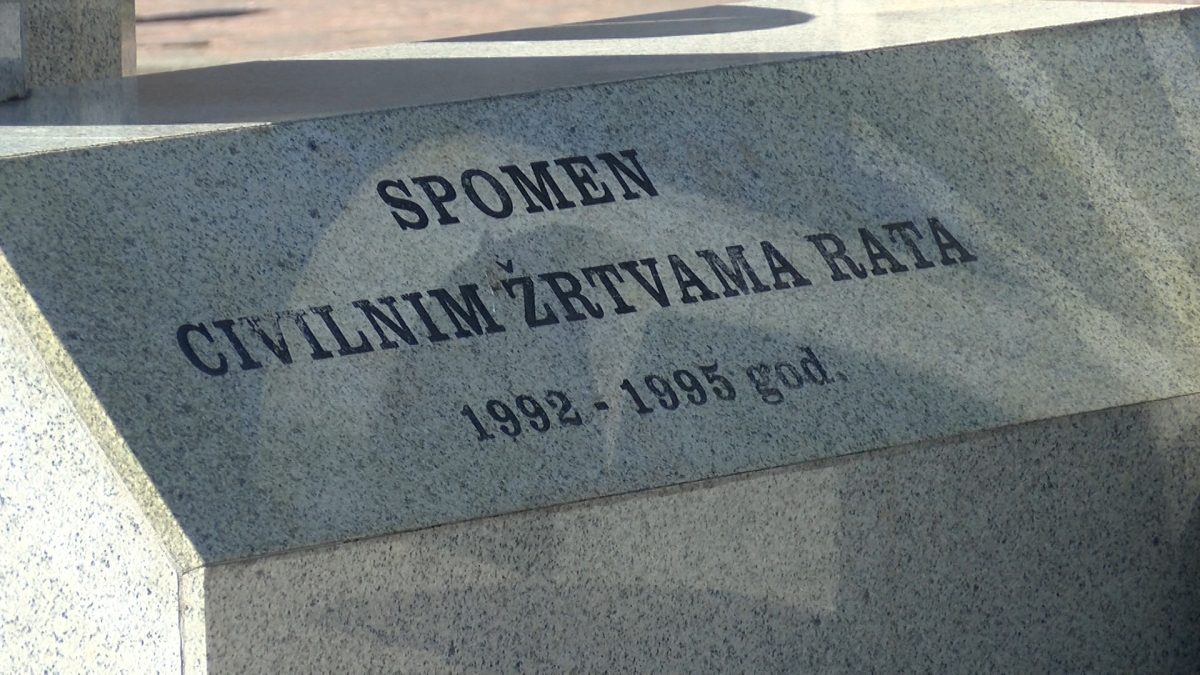 SPOMEN
CIVILNIM ŽRTVAMA RATA
1992 - 1995 god.